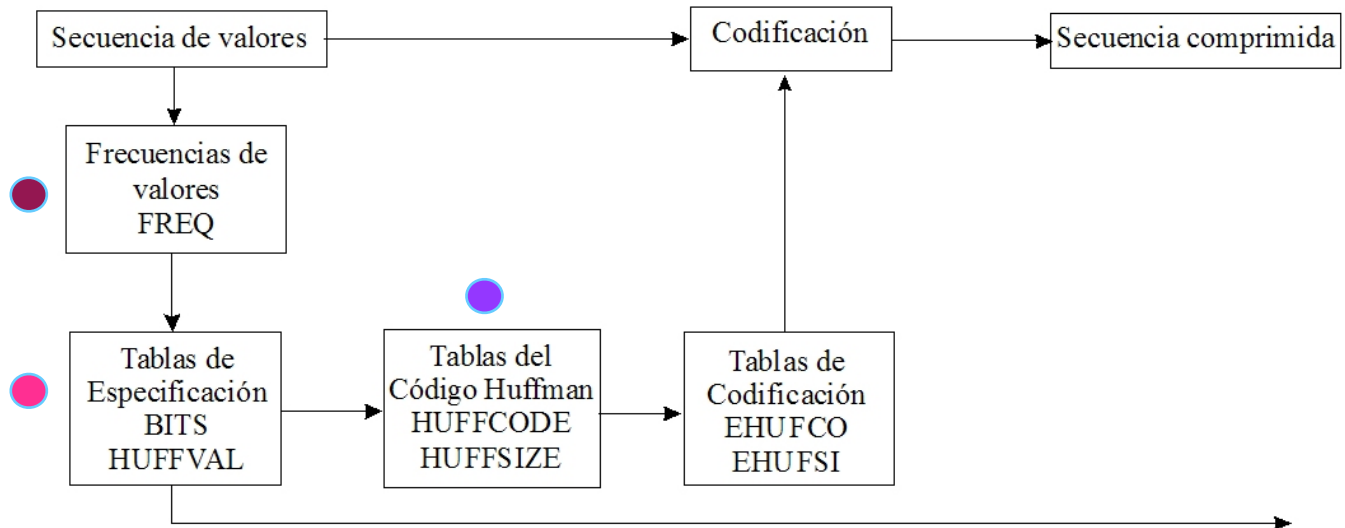 Secuencia de valores
Codificación
Secuencia comprimida
Frecuencias de
valores
FREQ
Tablas de
Especificación
BITS
HUFFVAL
Tablas del
Código Huffman
HUFFCODE
HUFFSIZE
Tablas de
Codificación
EHUFCO
EHUFSI